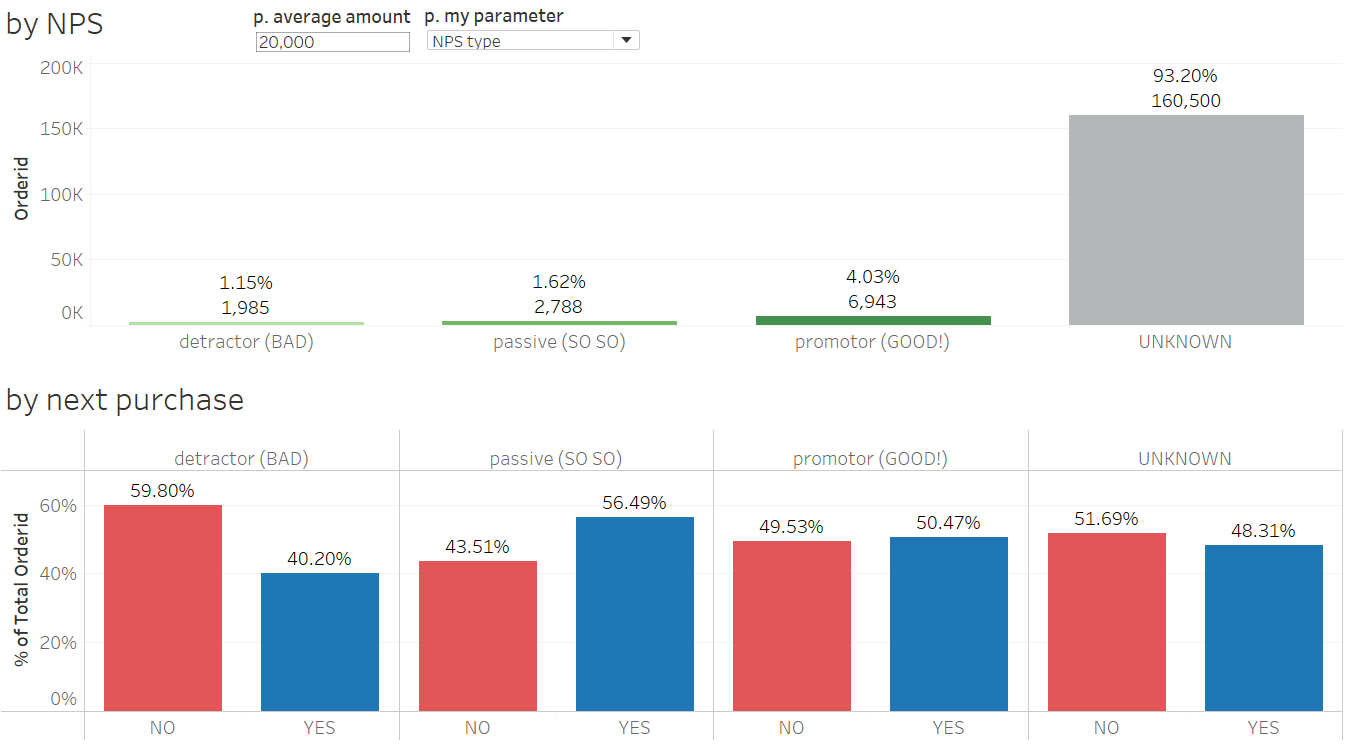 by NPS
p. average amount
p. my parameter
20,000
NPS type
200K
150K
100K
50K
0K
Orderid
93.20%
160,500
1.15%
1,985
1.62%
2,788
4.03%
6,943
detractor (BAD)
passive (SO SO)
promotor (GOOD!)
UNKNOWN
by next purchase
detractor (BAD)
passive (SO SO)
promotor (GOOD!)
UNKNOWN
% of Total Orderid
60%
40%
20%
0%
59.80%
40.20%
43.51%
56.49%
49.53%
50.47%
51.69%
48.31%
NO
YES
NO
YES
NO
YES
NO
YES